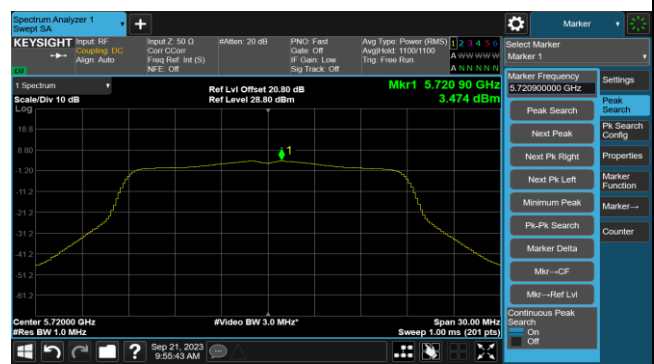 Spectrum Analyzer 1
Swept SA
+
Marker
KEYSIGHT
Input: RF
Coupling: DC
Align: Auto
Input Z: 50 Ω
Corr CCorr
Freq Ref: Int (S)
NFE: Off
#Atten: 20 dB
PNO: Fast
Gate: Off
IF Gain: Low
Sig Track: Off
Avg Type: Power (RMS)
Avg|Hold: 1100/1100
Trig: Free Run
1 2 3 4 5 6
A W W W W W
A N N N N N
Select Marker
Marker 1
1 Spectrum
Scale/Div 10 dB
Log
Ref Lvl Offset 20.80 dB
Ref Level 28.80 dBm
Mkr1 5.720 90 GHz
3.474 dBm
18.8
8.80
-1.20
-11.2
-21.2
-31.2
-41.2
-51.2
-61.2
1
Center 5.72000 GHz
#Res BW 1.0 MHz
#Video BW 3.0 MHz*
Span 30.00 MHz
Sweep 1.00 ms (201 pts)
Marker Frequency
5.720900000 GHz
Peak Search
Next Peak
Next Pk Right
Next Pk Left
Minimum Peak
Pk-Pk Search
Marker Delta
Mkr→CF
Mkr→Ref Lvl
Continuous Peak
Search
On
Off
Settings
Peak
Search
Pk Search
Config
Properties
Marker
Function
Marker→
Counter
?
Sep 21, 2023
9:55:43 AM